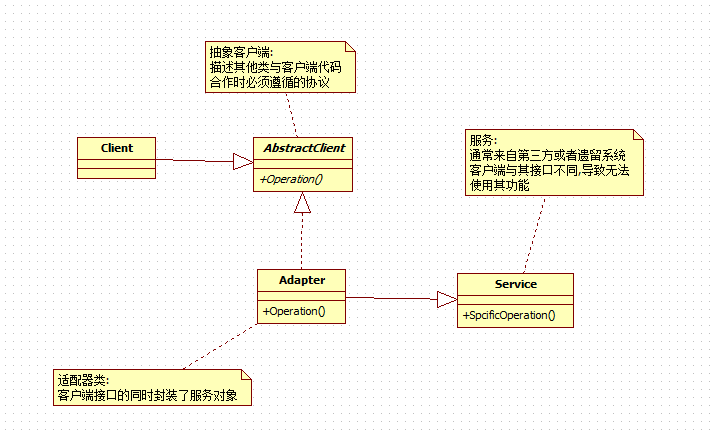 抽象客户端:
描述其他类与客户端代码
合作时必须遵循的协议
Client
AbstractClient
+Operation()
服务:
通常来自第三方或者遗留系统
客户端与其接口不同,导致无法
使用其功能
Adapter
+Operation()
Service
+SpcificOperation()
适配器类:
客户端接口的同时封装了服务对象